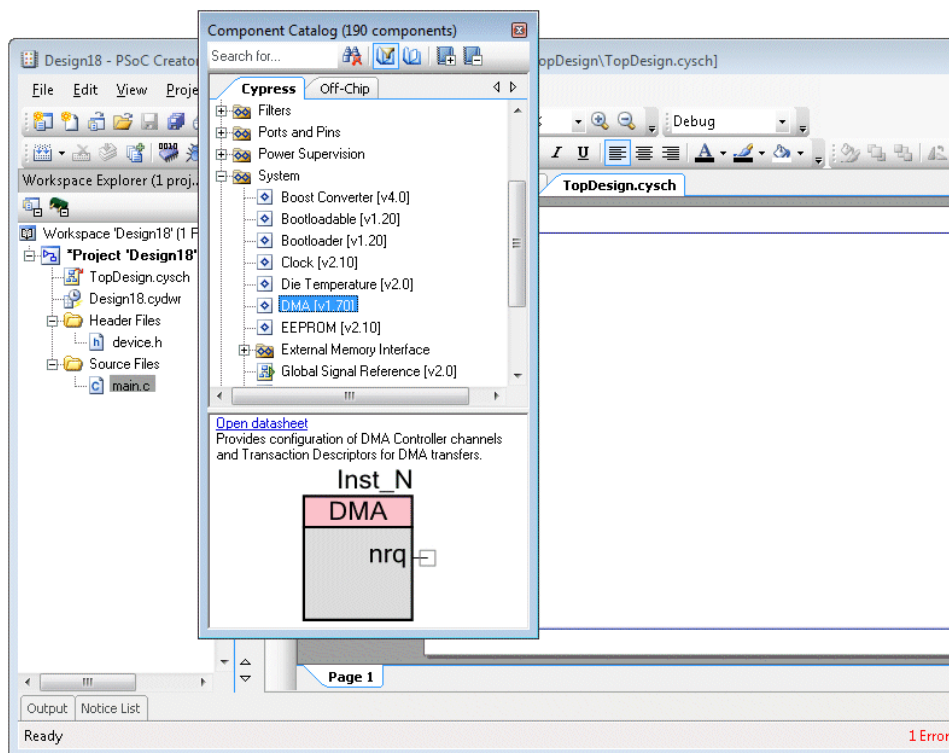 Component Catalog (190 components)
Search for...
Cypress
Off-Chip
Filters
Ports and Pins
Power Supervision
System
Boost Converter [v4.0]
Bootloadable [v1.20]
Bootloader [v1.20]
Clock [v2.10]
Die Temperature [v2.0]
DMA [v1.70]
EEPROM [v2.10]
External Memory Interface
Global Signal Reference [v2.0]
Open datasheet
Provides configuration of DMA Controller channels
and Transaction Descriptors for DMA transfers.
Inst_N
DMA
nrq
Design18 - PSoC Creator
opDesign\TopDesign.cysch]
File Edit View Proje
Debug
I U A
Workspace Explorer (1 proj...
TopDesign.cysch
Workspace 'Design18' (1 P
*Project 'Design18'
TopDesign.cysch
Design18.cydwr
Header Files
device.h
Source Files
main.c
Page 1
Output Notice List
Ready
1 Error